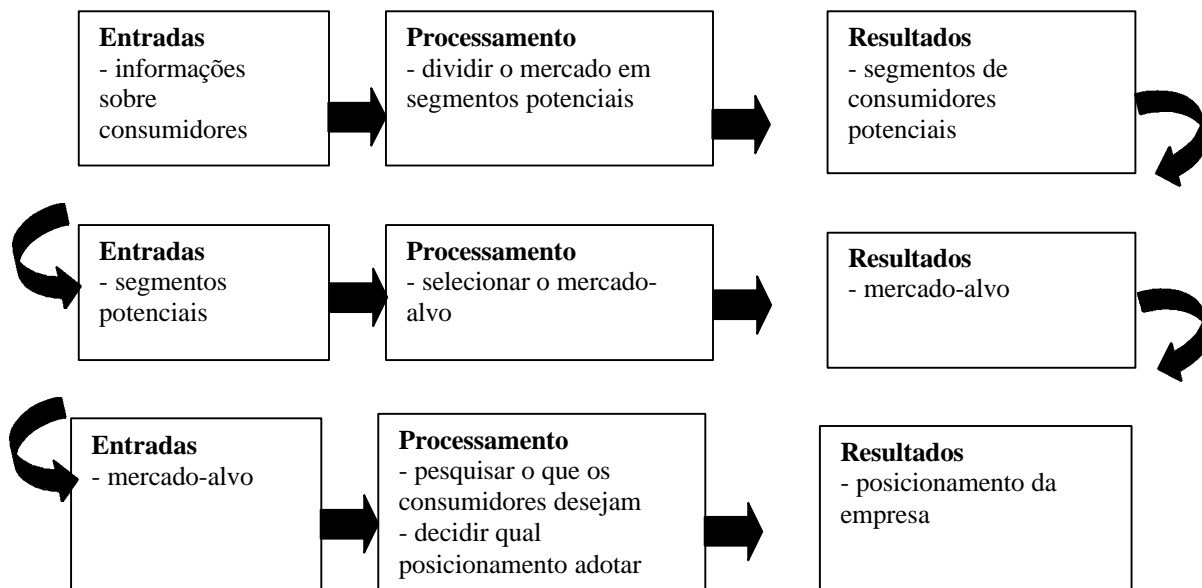 Entradas
- informações
sobre
consumidores
Processamento
- dividir o mercado em
segmentos potenciais
Resultados
- segmentos de
consumidores
potenciais
Entradas
- segmentos
potenciais
Processamento
- selecionar o mercado-
alvo
Resultados
- mercado-alvo
Entradas
- mercado-alvo
Processamento
- pesquisar o que os
consumidores desejam
- decidir qual
posicionamento adotar
Resultados
- posicionamento da
empresa